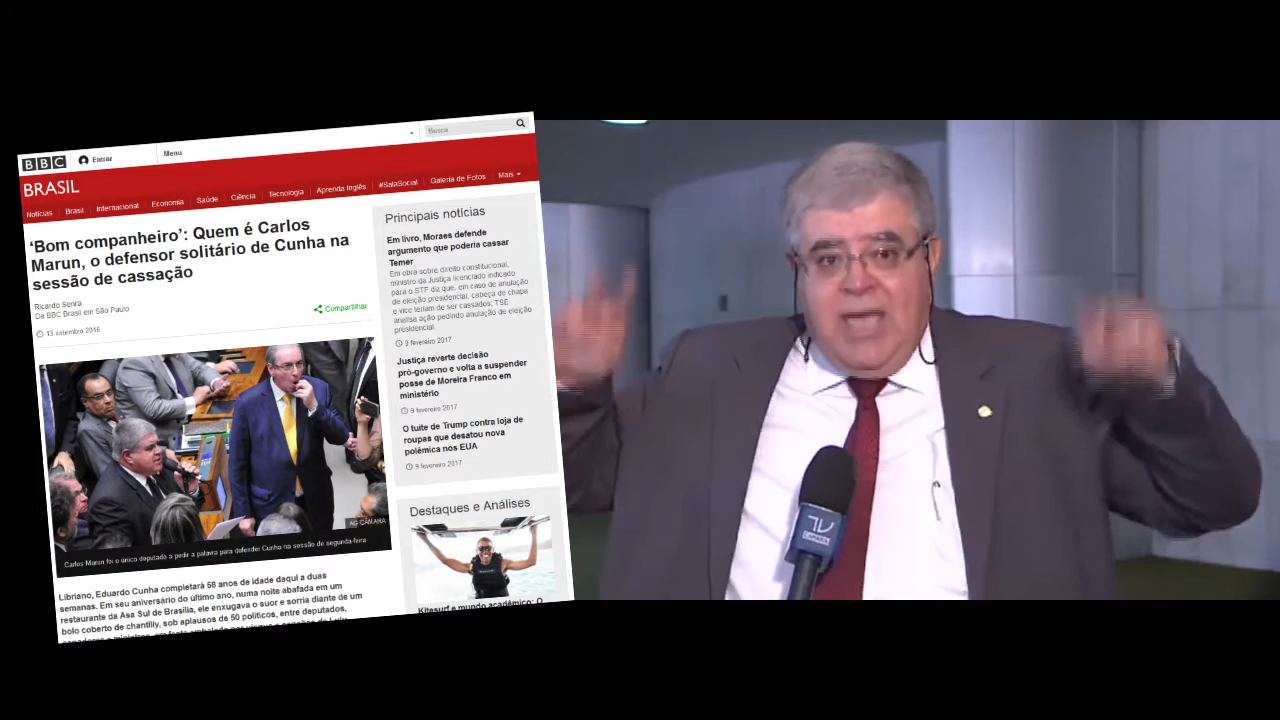 BBC
Entrar
Menu
Busca
BRASIL
Notícias Brasil Internacional Economia Saúde Ciência Tecnologia Aprenda Inglês #SalaSocial Galeria de Fotos Mais
'Bom companheiro': Quem é Carlos
Marun, o defensor solitário de Cunha na
sessão de cassação
Ricardo Senra
Da BBC Brasil em São Paulo
13 setembro 2016
Compartilhar
AG CÂMARA
Carlos Marun foi o único deputado a pedir a palavra para defender Cunha na sessão de segunda-feira
Libriano, Eduardo Cunha completará 58 anos de idade daqui a duas
semanas. Em seu aniversário do último ano, numa noite abafada em um
restaurante da Asa Sul de Brasília, ele enxugava o suor e sorria diante de um
bolo coberto de chantilly, sob aplausos de 50 políticos, entre deputados,
Principais notícias
Em livro, Moraes defende
argumento que poderia cassar
Temer
Em obra sobre direito constitucional,
ministro da Justiça licenciado indicado
para o STF diz que, em caso de anulação
de eleição presidencial, cabeça de chapa
e vice teriam de ser cassados; TSE
analisa ação pedindo anulação de eleição
presidencial.
9 fevereiro 2017
Justiça reverte decisão
pró-governo e volta a suspender
posse de Moreira Franco em
ministério
9 fevereiro 2017
O tuíte de Trump contra loja de
roupas que desatou nova
polêmica nos EUA
9 fevereiro 2017
Destaques e Análises
Kitesurf e mundo acadêmico: O
TV
CÂMARA